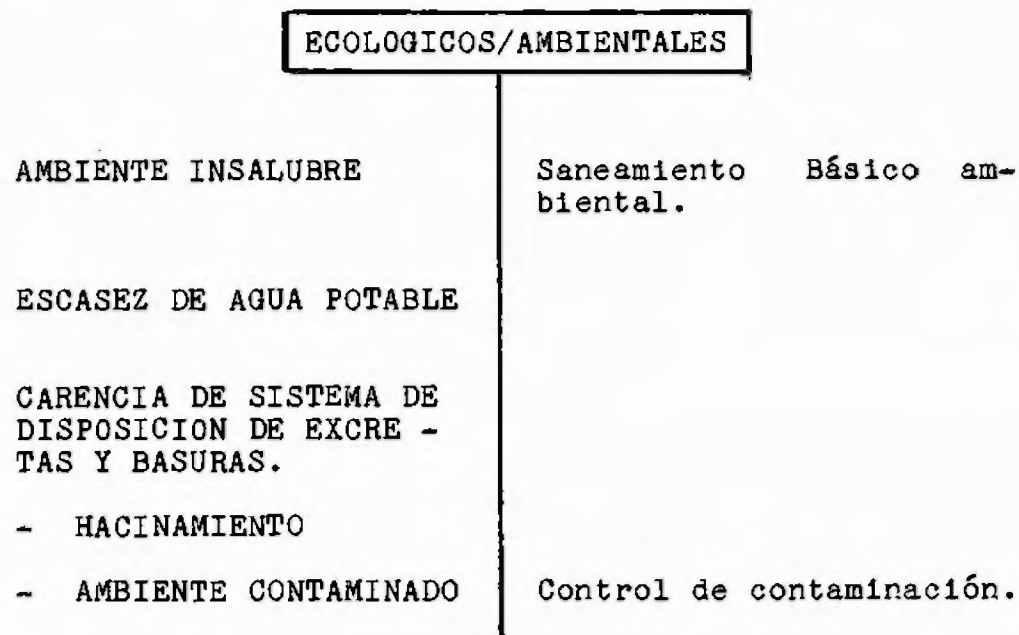 ECOLOGICOS/AMBIENTALES
AMBIENTE INSALUBRE
Saneamiento Básico am-
biental.
ESCASEZ DE AGUA POTABLE
CARENCIA DE SISTEMA DE
DISPOSICION DE EXCRE -
TAS Y BASURAS.
- HACINAMIENTO
- AMBIENTE CONTAMINADO
Control de contaminación.